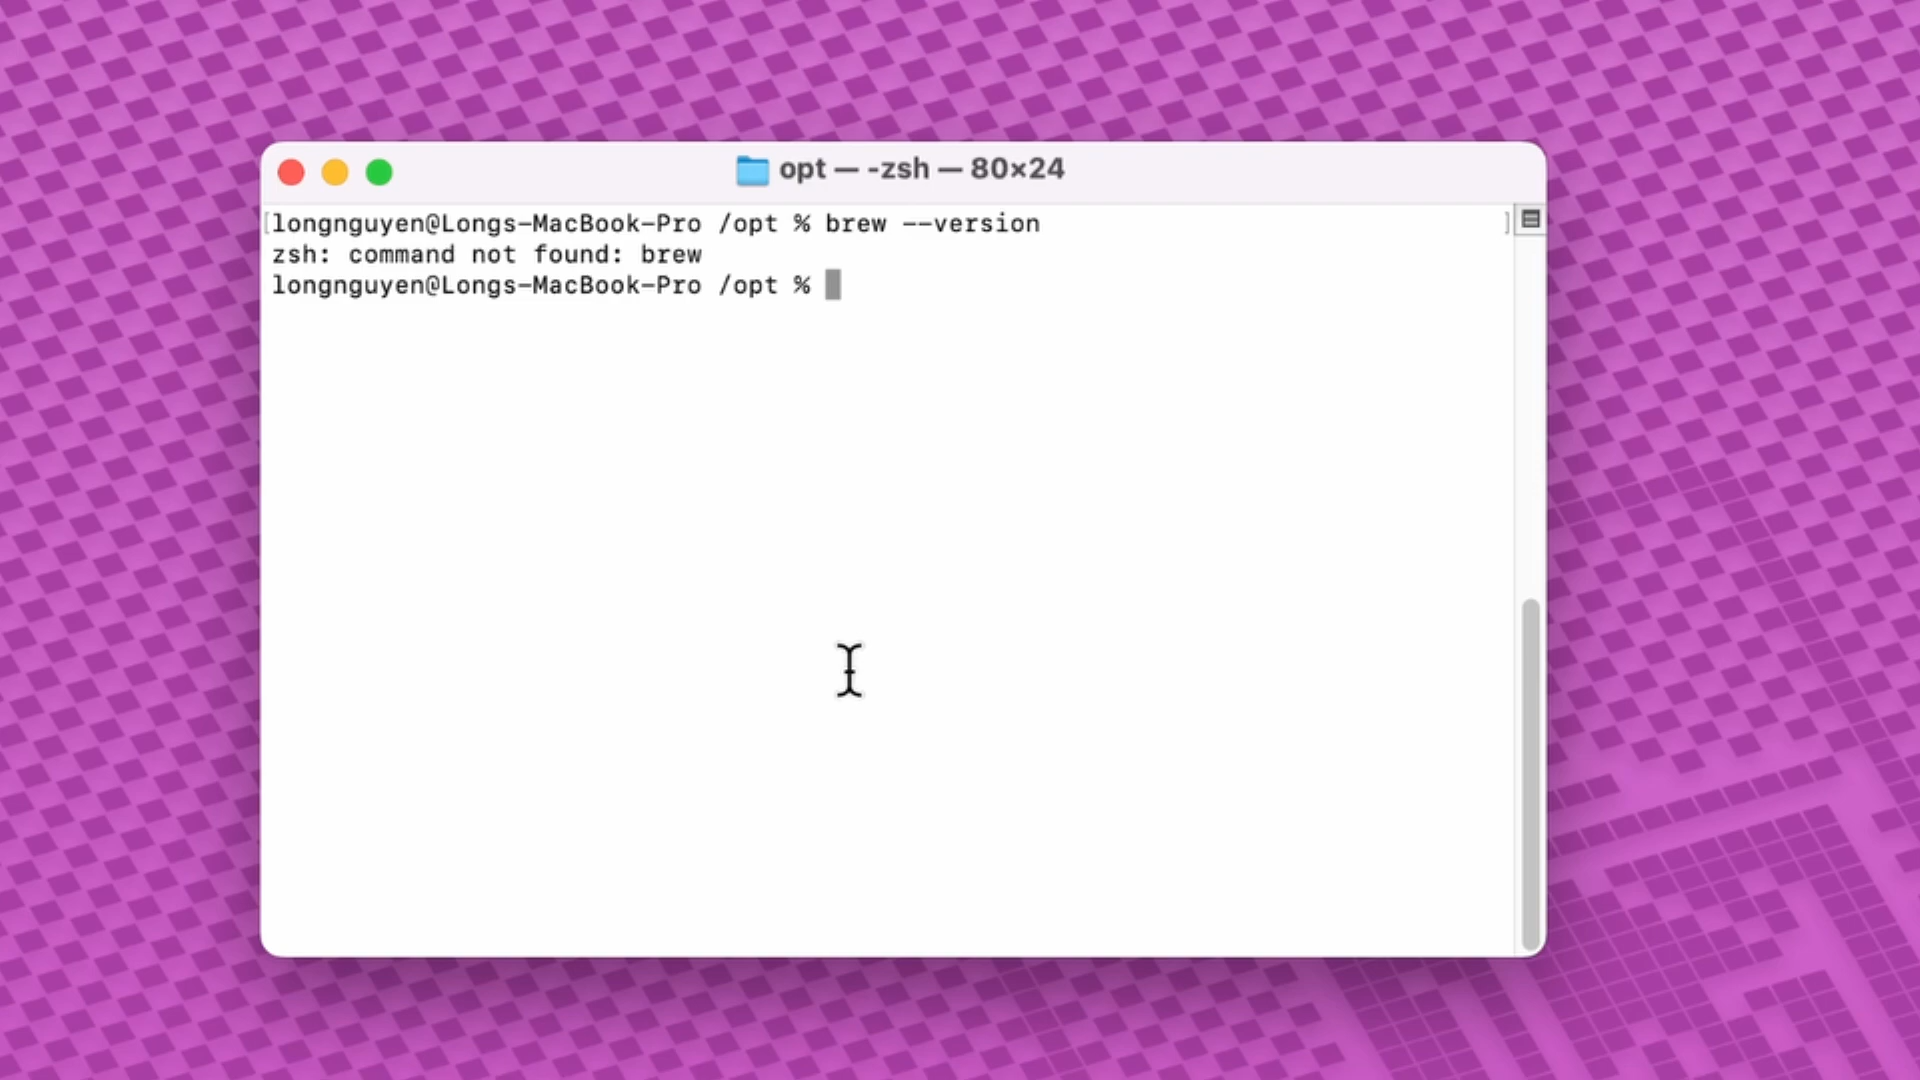 opt — -zsh — 80×24
[longnguyen@Longs-MacBook-Pro /opt % brew --version ]
zsh: command not found: brew
longnguyen@Longs-MacBook-Pro /opt %